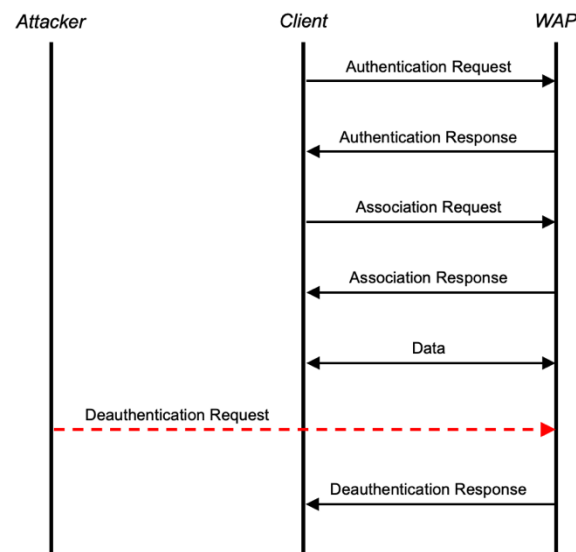 Attacker
Client
WAP
Authentication Request
Authentication Response
Association Request
Association Response
Data
Deauthentication Request
Deauthentication Response